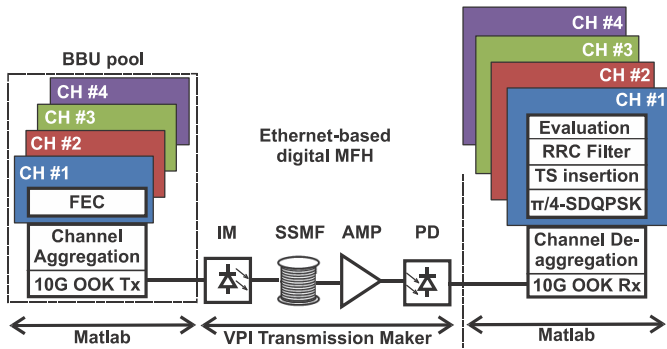 BBU pool
CH #4
CH #3
CH #2
CH #1
FEC
Channel
Aggregation
10G OOK Tx
Matlab
Ethernet-based
digital MFH
IM
SSMF
AMP
PD
VPI Transmission Maker
CH #4
CH #3
CH #2
CH #1
Evaluation
RRC Filter
TS insertion
π/4-SDQPSK
Channel De-
aggregation
10G OOK Rx
Matlab